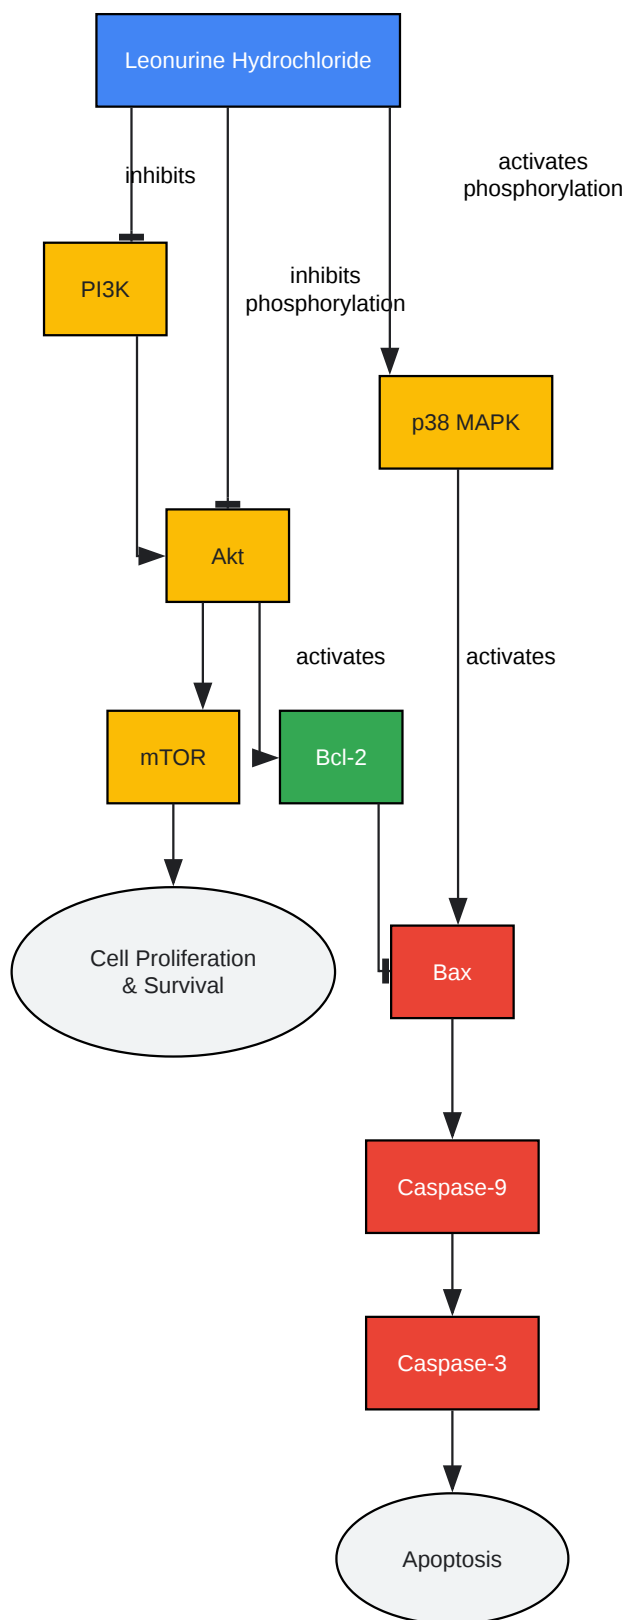 Leonurine Hydrochloride
inhibits
activates
phosphorylation
PI3K
inhibits
phosphorylation
p38 MAPK
Akt
activates
activates
mTOR
Bcl-2
Cell Proliferation
& Survival
Bax
Caspase-9
Caspase-3
Apoptosis